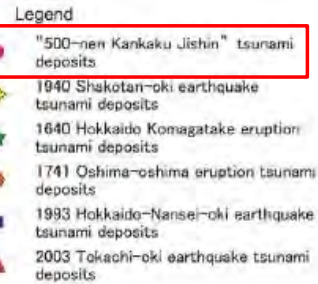 Legend
"500-nen Kankaku Jishin" tsunami
deposits
1940 Shakotan-oki earthquake
tsunami deposits
1640 Hokkaido Komagatake eruption
tsunami deposits
1741 Oshima-oshima eruption tsunami
deposits
1993 Hokkaido-Nansei-oki earthquake
tsunami deposits
2003 Tokachi-oki earthquake tsunami
deposits